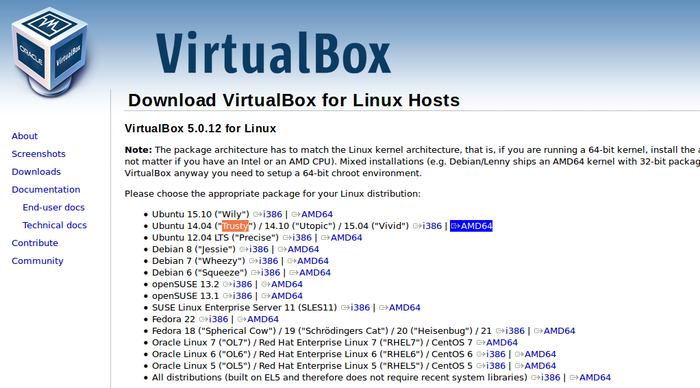 ORACLE
VirtualBox
VirtualBox
Download VirtualBox for Linux Hosts
About
Screenshots
Downloads
Documentation
End-user docs
Technical docs
Contribute
Community
VirtualBox 5.0.12 for Linux
Note: The package architecture has to match the Linux kernel architecture, that is, if you are running a 64-bit kernel, install the
not matter if you have an Intel or an AMD CPU). Mixed installations (e.g. Debian/Lenny ships an AMD64 kernel with 32-bit packag
VirtualBox anyway you need to setup a 64-bit chroot environment.
Please choose the appropriate package for your Linux distribution:
Ubuntu 15.10 ("Wily") i386 | AMD64
Ubuntu 14.04 ("Trusty") / 14.10 ("Utopic") / 15.04 ("Vivid") i386 | AMD64
Ubuntu 12.04 LTS ("Precise") i386 | AMD64
Debian 8 ("Jessie") i386 | AMD64
Debian 7 ("Wheezy") i386 | AMD64
Debian 6 ("Squeeze") i386 | AMD64
openSUSE 13.2 i386 | AMD64
openSUSE 13.1 i386 | AMD64
SUSE Linux Enterprise Server 11 (SLES11) i386 | AMD64
Fedora 22 i386 | AMD64
Fedora 18 ("Spherical Cow") / 19 ("Schrödingers Cat") / 20 ("Heisenbug") / 21 i386 | AMD64
Oracle Linux 7 ("OL7") / Red Hat Enterprise Linux 7 ("RHEL7") / CentOS 7 AMD64
Oracle Linux 6 ("OL6") / Red Hat Enterprise Linux 6 ("RHEL6") / CentOS 6 i386 | AMD64
Oracle Linux 5 ("OL5") / Red Hat Enterprise Linux 5 ("RHEL5") / CentOS 5 i386 | AMD64
All distributions (built on EL5 and therefore does not require recent system libraries) i386 | AMD64